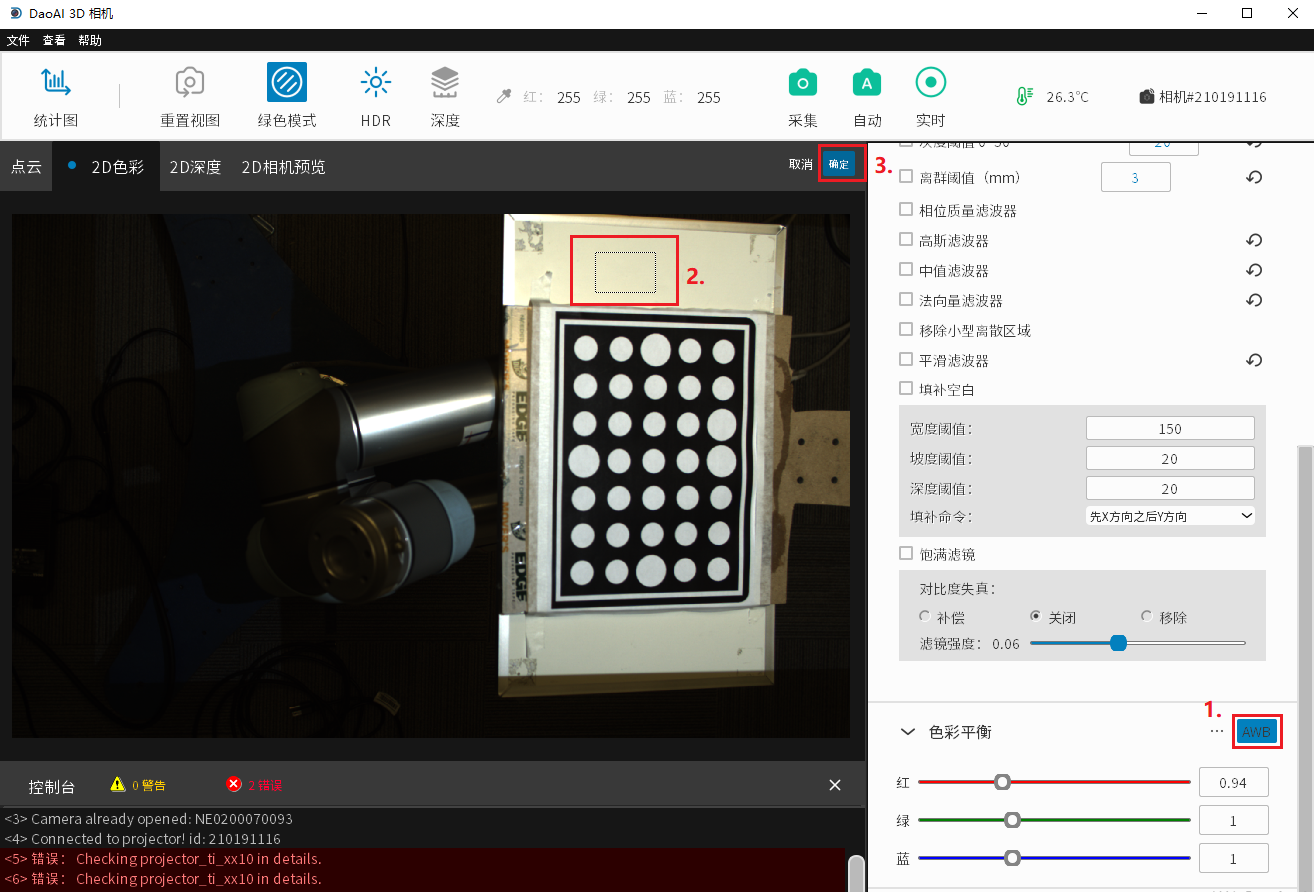 DaoAI 3D 相机
文件 查看 帮助
统计图 重置视图 绿色模式 HDR 深度 红: 255 绿: 255 蓝: 255 采集 自动 实时 26.3℃ 相机#210191116
点云 2D色彩 2D深度 2D相机预览 取消 确定 3.
20
离群阈值（mm） 3
相位质量滤波器
高斯滤波器
中值滤波器
法向量滤波器
移除小型离散区域
平滑滤波器
填补空白
宽度阈值: 150
坡度阈值: 20
深度阈值: 20
填补命令: 先X方向之后Y方向
饱满滤镜
对比度失真:
补偿 关闭 移除
滤镜强度: 0.06
2.
EDGE
EDGE
1.
色彩平衡 ... AWB
红 0.94
绿 1
蓝 1
控制台 0 警告 2 错误
<3> Camera already opened: NE0200070093
<4> Connected to projector! id: 210191116
<5> 错误: Checking projector_ti_xx10 in details.
<6> 错误: Checking projector_ti_xx10 in details.